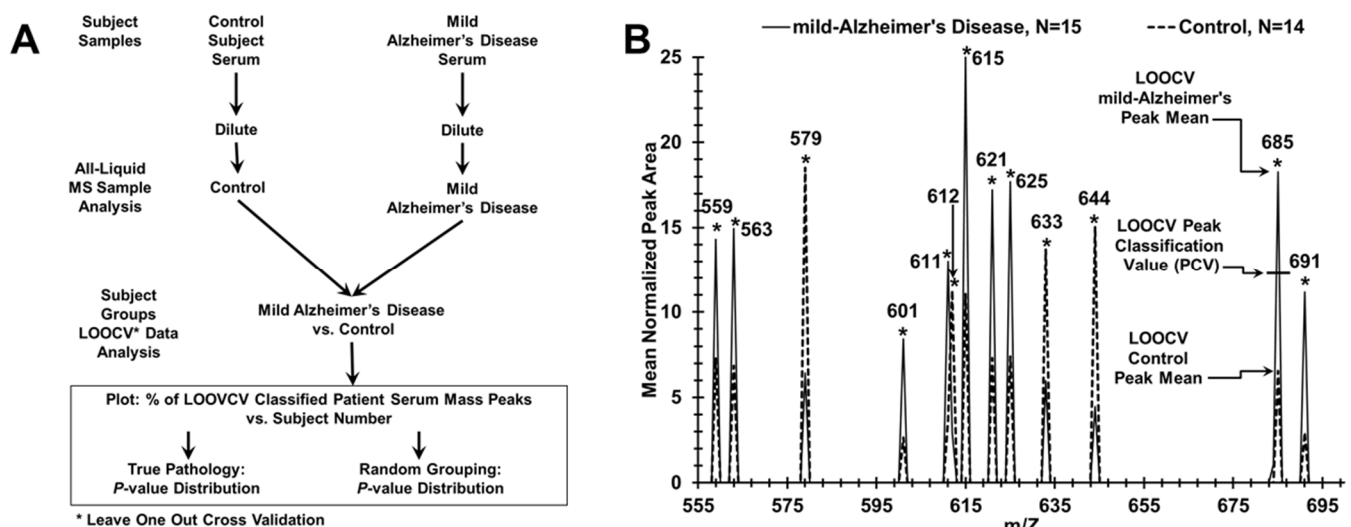 A
Subject
Samples
Control
Subject
Serum
Mild
Alzheimer's Disease
Serum
Dilute
Dilute
All-Liquid
MS Sample
Analysis
Control
Mild
Alzheimer's Disease
Subject
Groups
LOOCV* Data
Analysis
Mild Alzheimer's Disease
vs. Control
Plot: % of LOOVCV Classified Patient Serum Mass Peaks
vs. Subject Number
True Pathology:
P-value Distribution
Random Grouping:
P-value Distribution
* Leave One Out Cross Validation
B
mild-Alzheimer's Disease, N=15
Control, N=14
Mean Normalized Peak Area
25
20
15
10
5
0
559
*
*
563
579
*
601
*
611
*
612
*
*
615
621
*
*
625
633
*
644
*
685
*
691
*
LOOCV
mild-Alzheimer's
Peak Mean
LOOCV Peak
Classification
Value (PCV)
LOOCV
Control
Peak Mean
555
575
595
615
635
655
675
695
m/Z